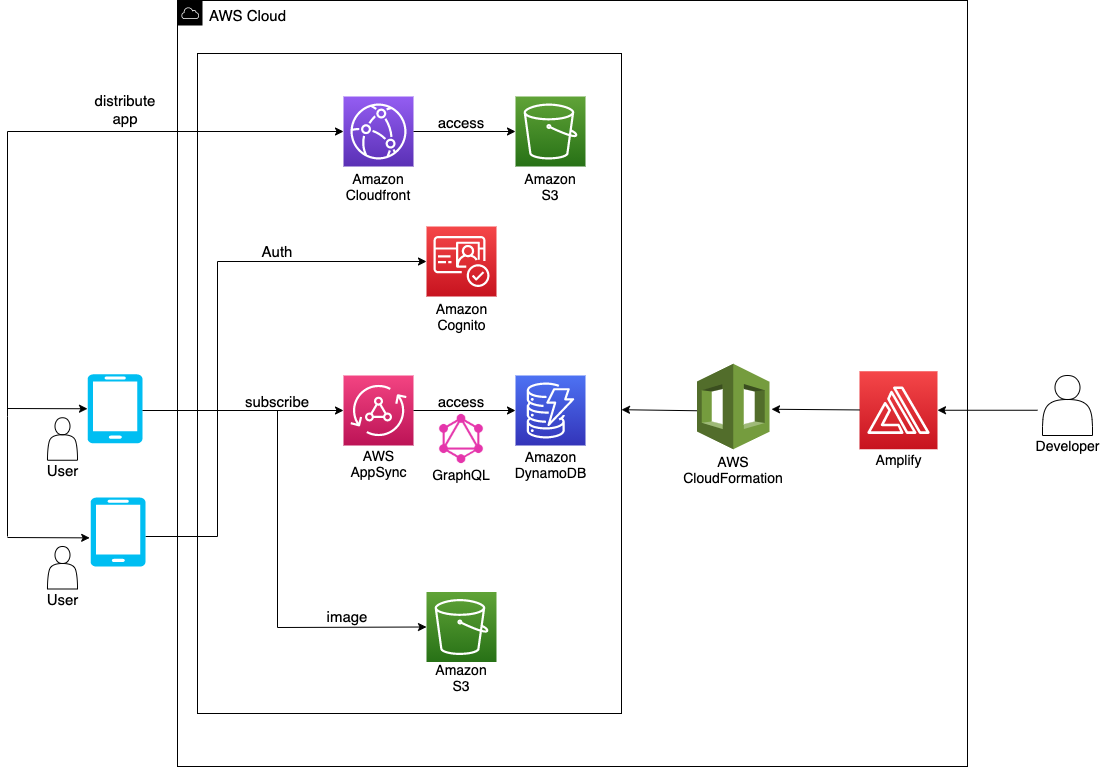 AWS Cloud
distribute
app
access
Amazon
Cloudfront
Amazon
S3
Auth
Amazon
Cognito
subscribe
access
AWS
AppSync
GraphQL
Amazon
DynamoDB
AWS
CloudFormation
Amplify
Developer
User
User
image
Amazon
S3